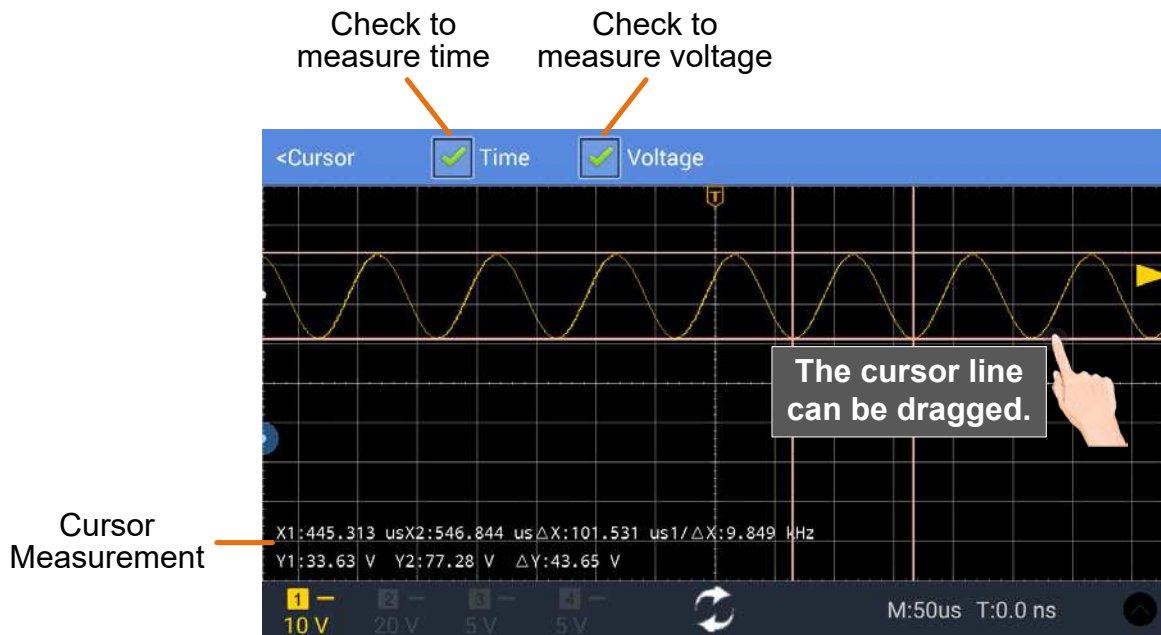 Check to
measure time
Check to
measure voltage
<Cursor
Time
Voltage
T
The cursor line
can be dragged.
Cursor
Measurement
X1:445.313 usX2:546.844 us△X:101.531 us1/△X:9.849 kHz
Y1:33.63 V Y2:77.28 V △Y:43.65 V
1 2 3 4
10 V 20 V 5 V 5 V
M:50us T:0.0 ns